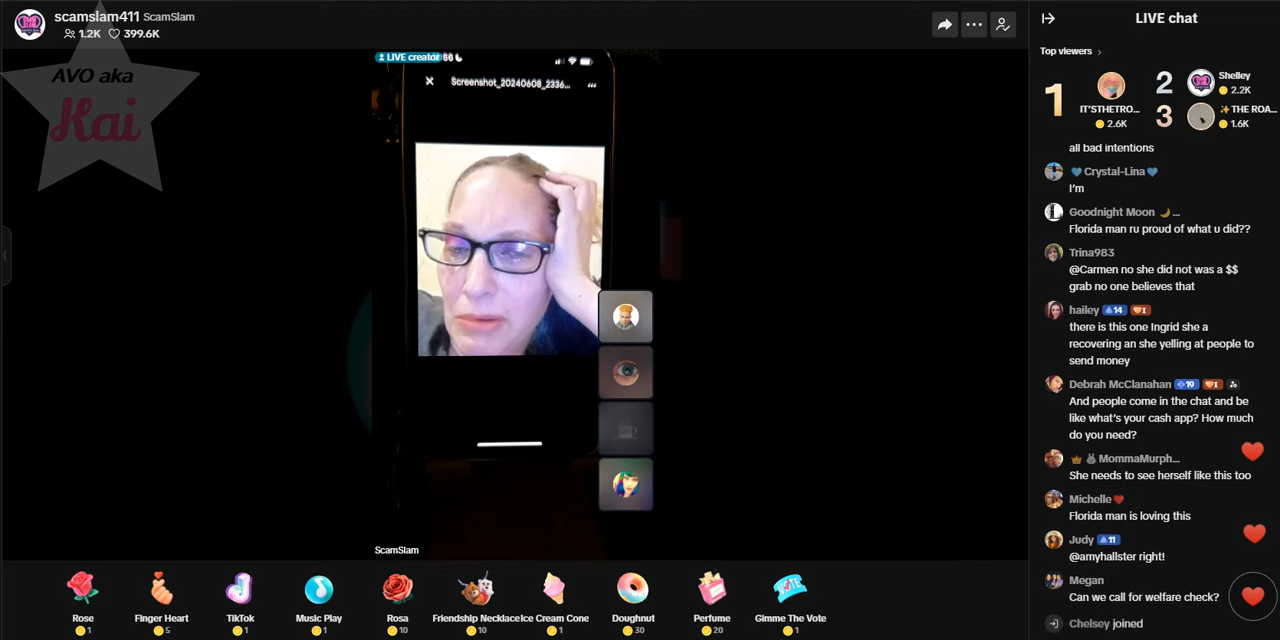 scamslam411 ScamSlam
1.2K 399.6K
AVO aka
Kai
LIVE creator
Screenshot_20240608_2336...
ScamSlam
Rose
1
Finger Heart
5
TikTok
1
Music Play
1
Rosa
10
Friendship Necklace
10
Ice Cream Cone
1
Doughnut
30
Perfume
20
Gimme The Vote
1
LIVE chat
Top viewers
1
IT'STHETRO...
2.6K
2
Shelley
2.2K
3
THE ROA...
1.6K
all bad intentions
Crystal-Lina
I'm
Goodnight Moon 🌙 ...
Florida man ru proud of what u did??
Trina983
@Carmen no she did not was a $$
grab no one believes that
hailey 14 I
there is this one Ingrid she a
recovering an she yelling at people to
send money
Debrah McClanahan 19 I
And people come in the chat and be
like what's your cash app? How much
do you need?
MommaMurph...
She needs to see herself like this too
Michelle
Florida man is loving this
Judy 11
@amyhallster right!
Megan
Can we call for welfare check?
Chelsey joined